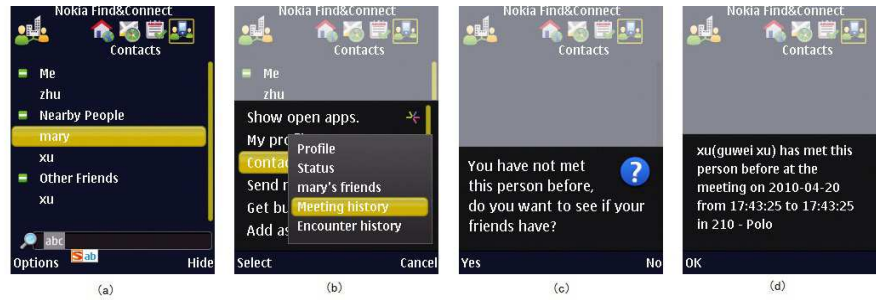 Nokia Find&Connect
Contacts
Me
zhu
Nearby People
mary
xu
Other Friends
xu
abc
S ab
Options Hide
(a)
Nokia Find&Connect
Contacts
Me
zhu
Show open apps.
My pro
Contac
Send r
Get bu
Add as
Profile
Status
mary's friends
Meeting history
Encounter history
Select Cancel
(b)
Nokia Find&Connect
Contacts
You have not met
this person before,
do you want to see if your
friends have?
Yes No
(c)
Nokia Find&Connect
Contacts
xu(guwei xu) has met this
person before at the
meeting on 2010-04-20
from 17:43:25 to 17:43:25
in 210 - Polo
OK
(d)